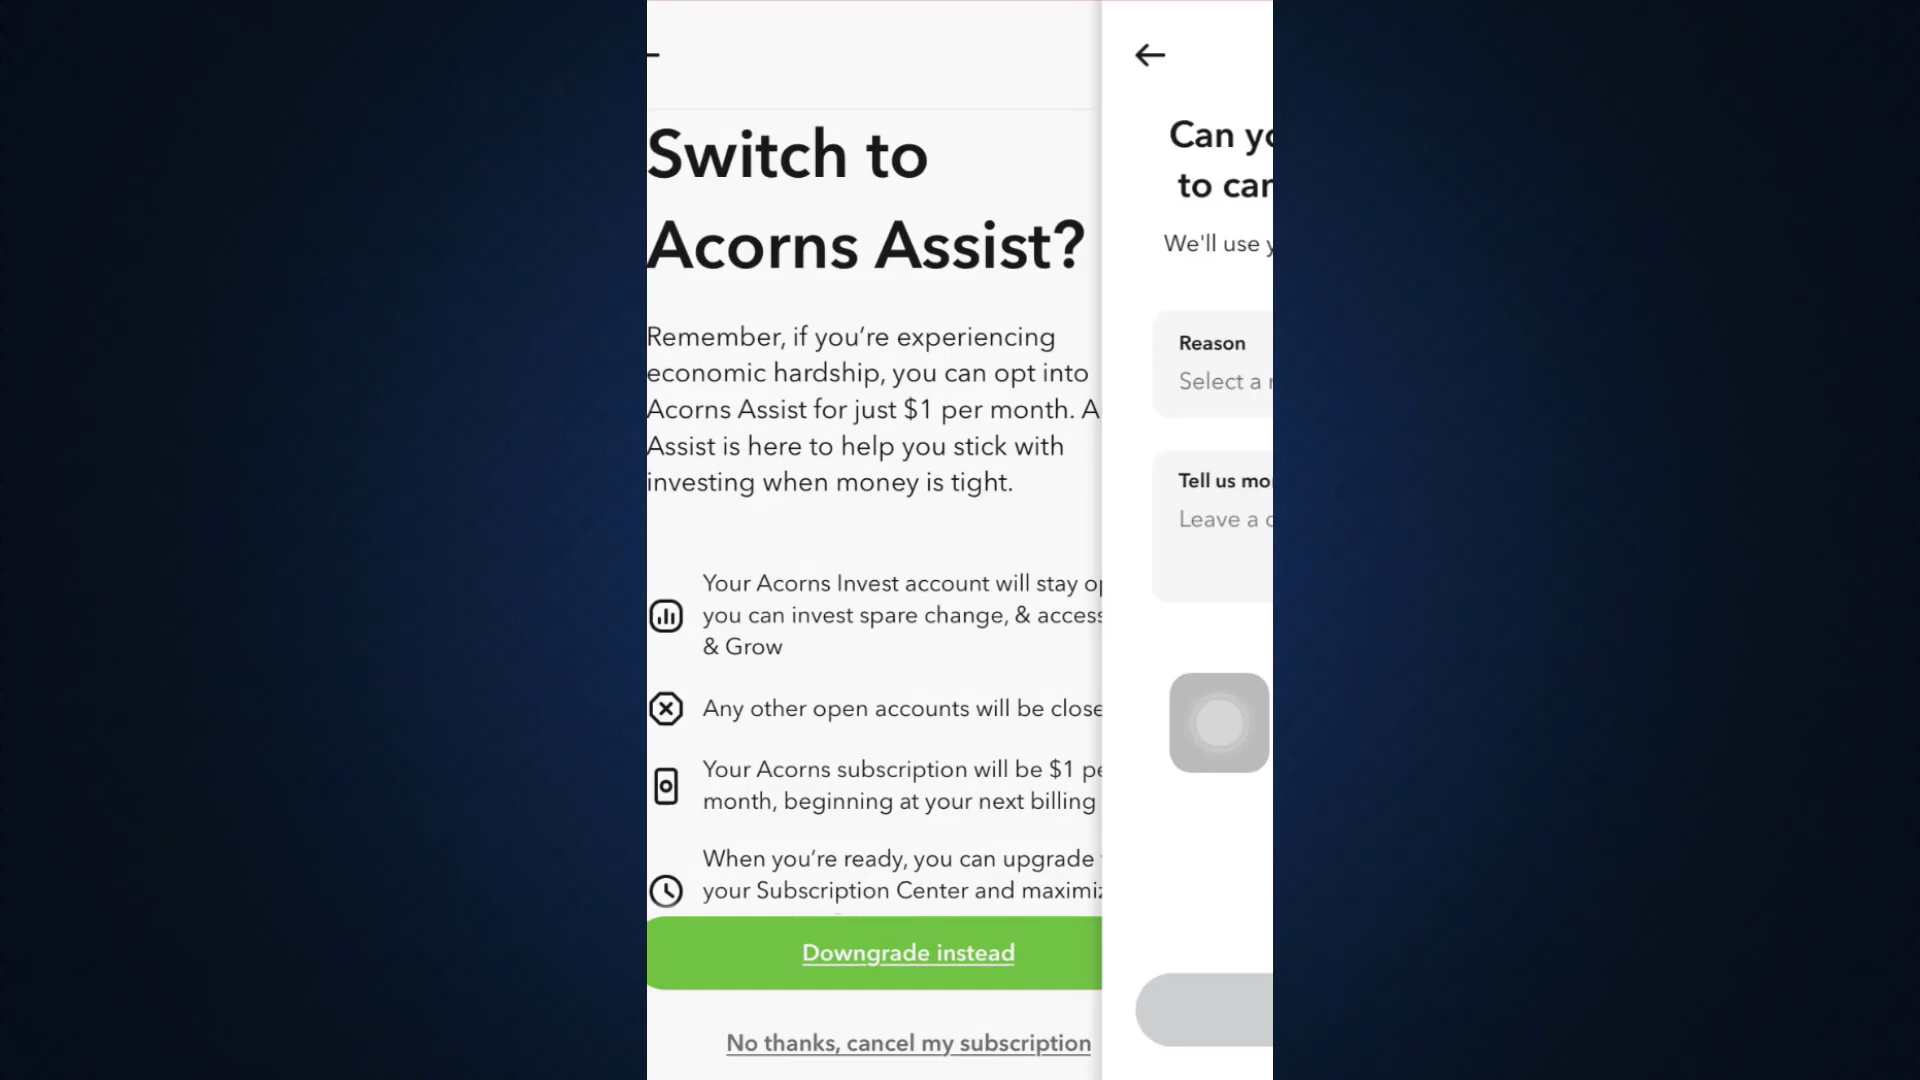 Switch to
Acorns Assist?
Remember, if you’re experiencing
economic hardship, you can opt into
Acorns Assist for just $1 per month. A
Assist is here to help you stick with
investing when money is tight.
Your Acorns Invest account will stay
you can invest spare change, & access
& Grow
Any other open accounts will be close
Your Acorns subscription will be $1
month, beginning at your next billing
When you’re ready, you can upgrade
your Subscription Center and
Downgrade instead
No thanks, cancel my subscription
Can
to
We'll use
Reason
Select a
Tell us
Leave a